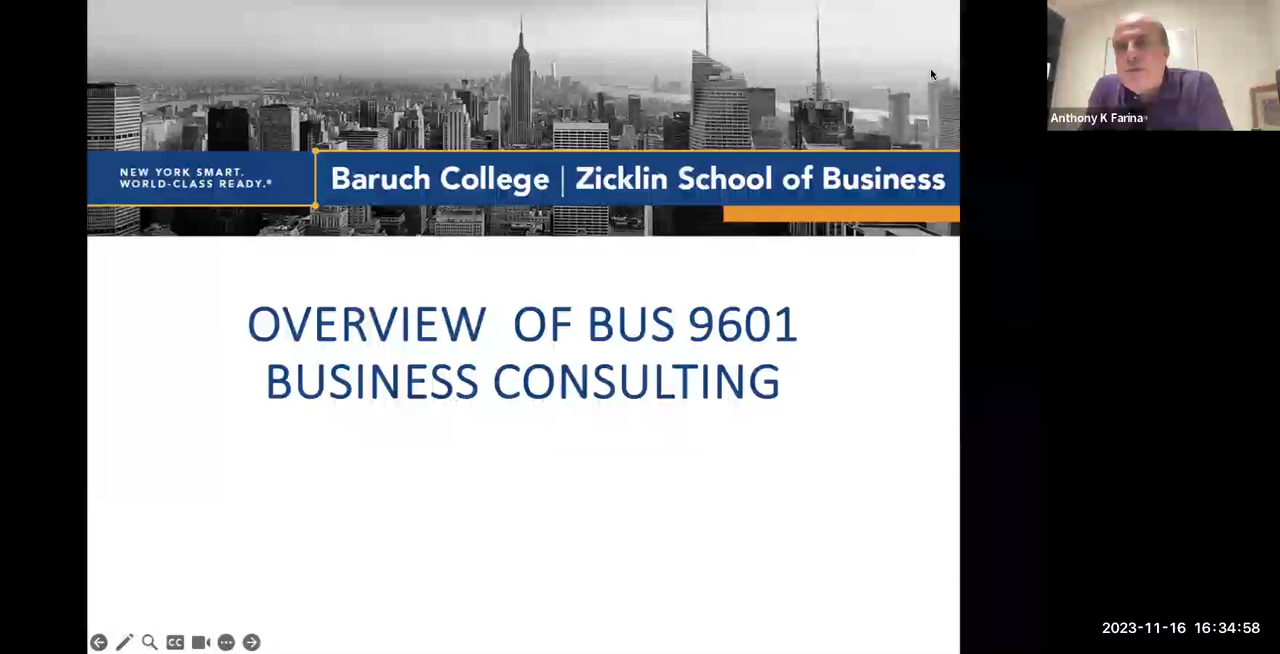 NEW YORK SMART.
WORLD-CLASS READY.®
Baruch College | Zicklin School of Business
OVERVIEW  OF BUS 9601
BUSINESS CONSULTING
Anthony K Farina
CC
2023-11-16 16:34:58